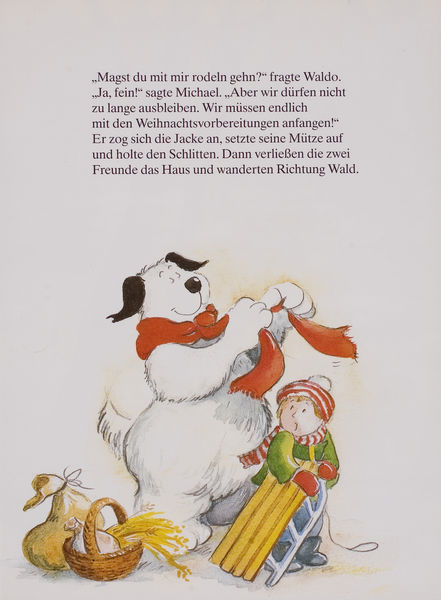 „Magst du mit mir rodeln gehn?“ fragte Waldo.
„Ja, fein!“ sagte Michael. „Aber wir dürfen nicht
zu lange ausbleiben. Wir müssen endlich
mit den Weihnachtsvorbereitungen anfangen!“
Er zog sich die Jacke an, setzte seine Mütze auf
und holte den Schlitten. Dann verließen die zwei
Freunde das Haus und wanderten Richtung Wald.